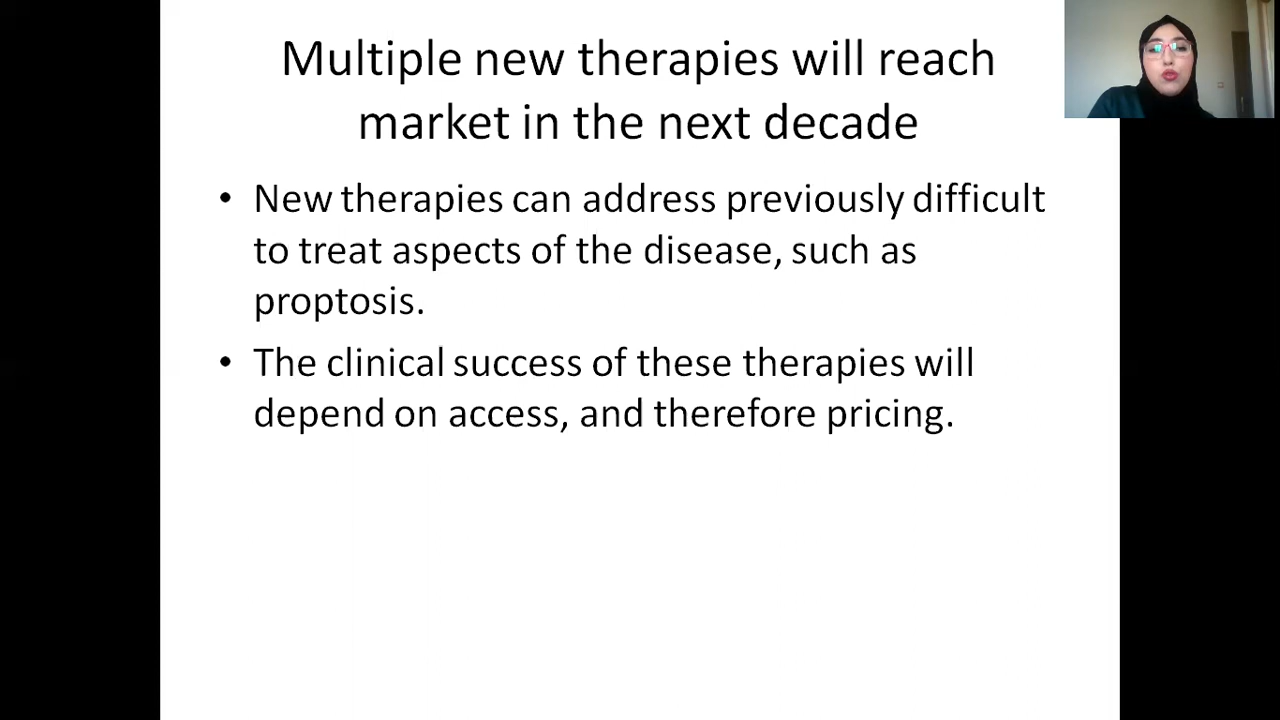 Multiple new therapies will reach
market in the next decade
• New therapies can address previously difficult
to treat aspects of the disease, such as
proptosis.
• The clinical success of these therapies will
depend on access, and therefore pricing.